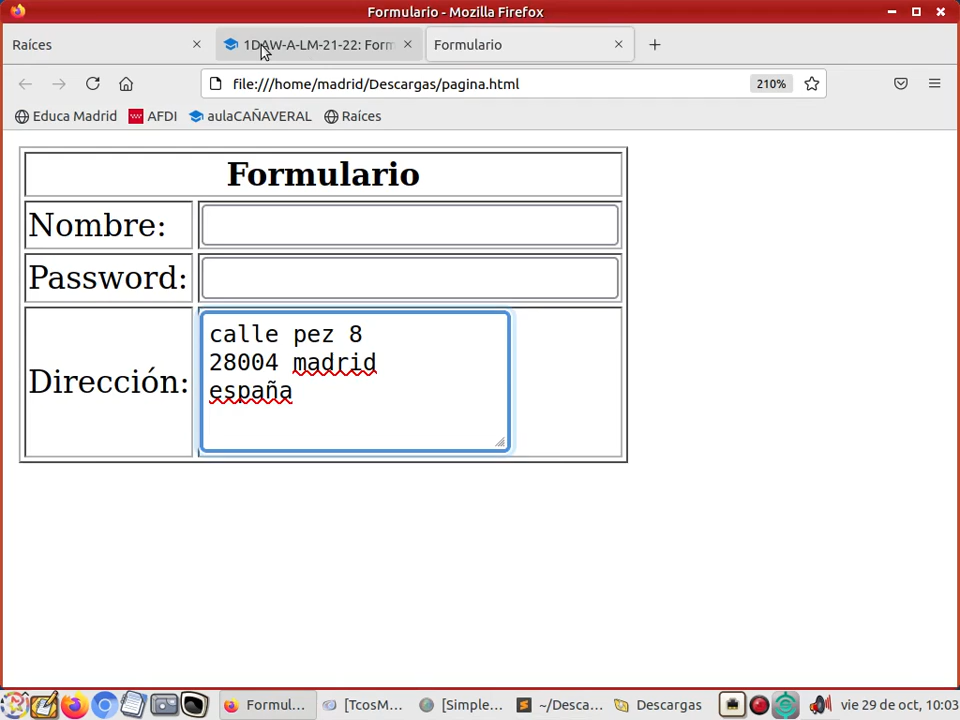 Formulario - Mozilla Firefox
Raíces
1DAW-A-LM-21-22: Form
Formulario
file:///home/madrid/Descargas/pagina.html
210%
Educa Madrid
AFDI
aulaCAÑAVERAL
Raíces
Formulario
Nombre:
Password:
Dirección:
calle pez 8
28004 madrid
españa
Formul...
[TcosM...
[Simple...
~/Desca...
Descargas
vie 29 de oct, 10:03